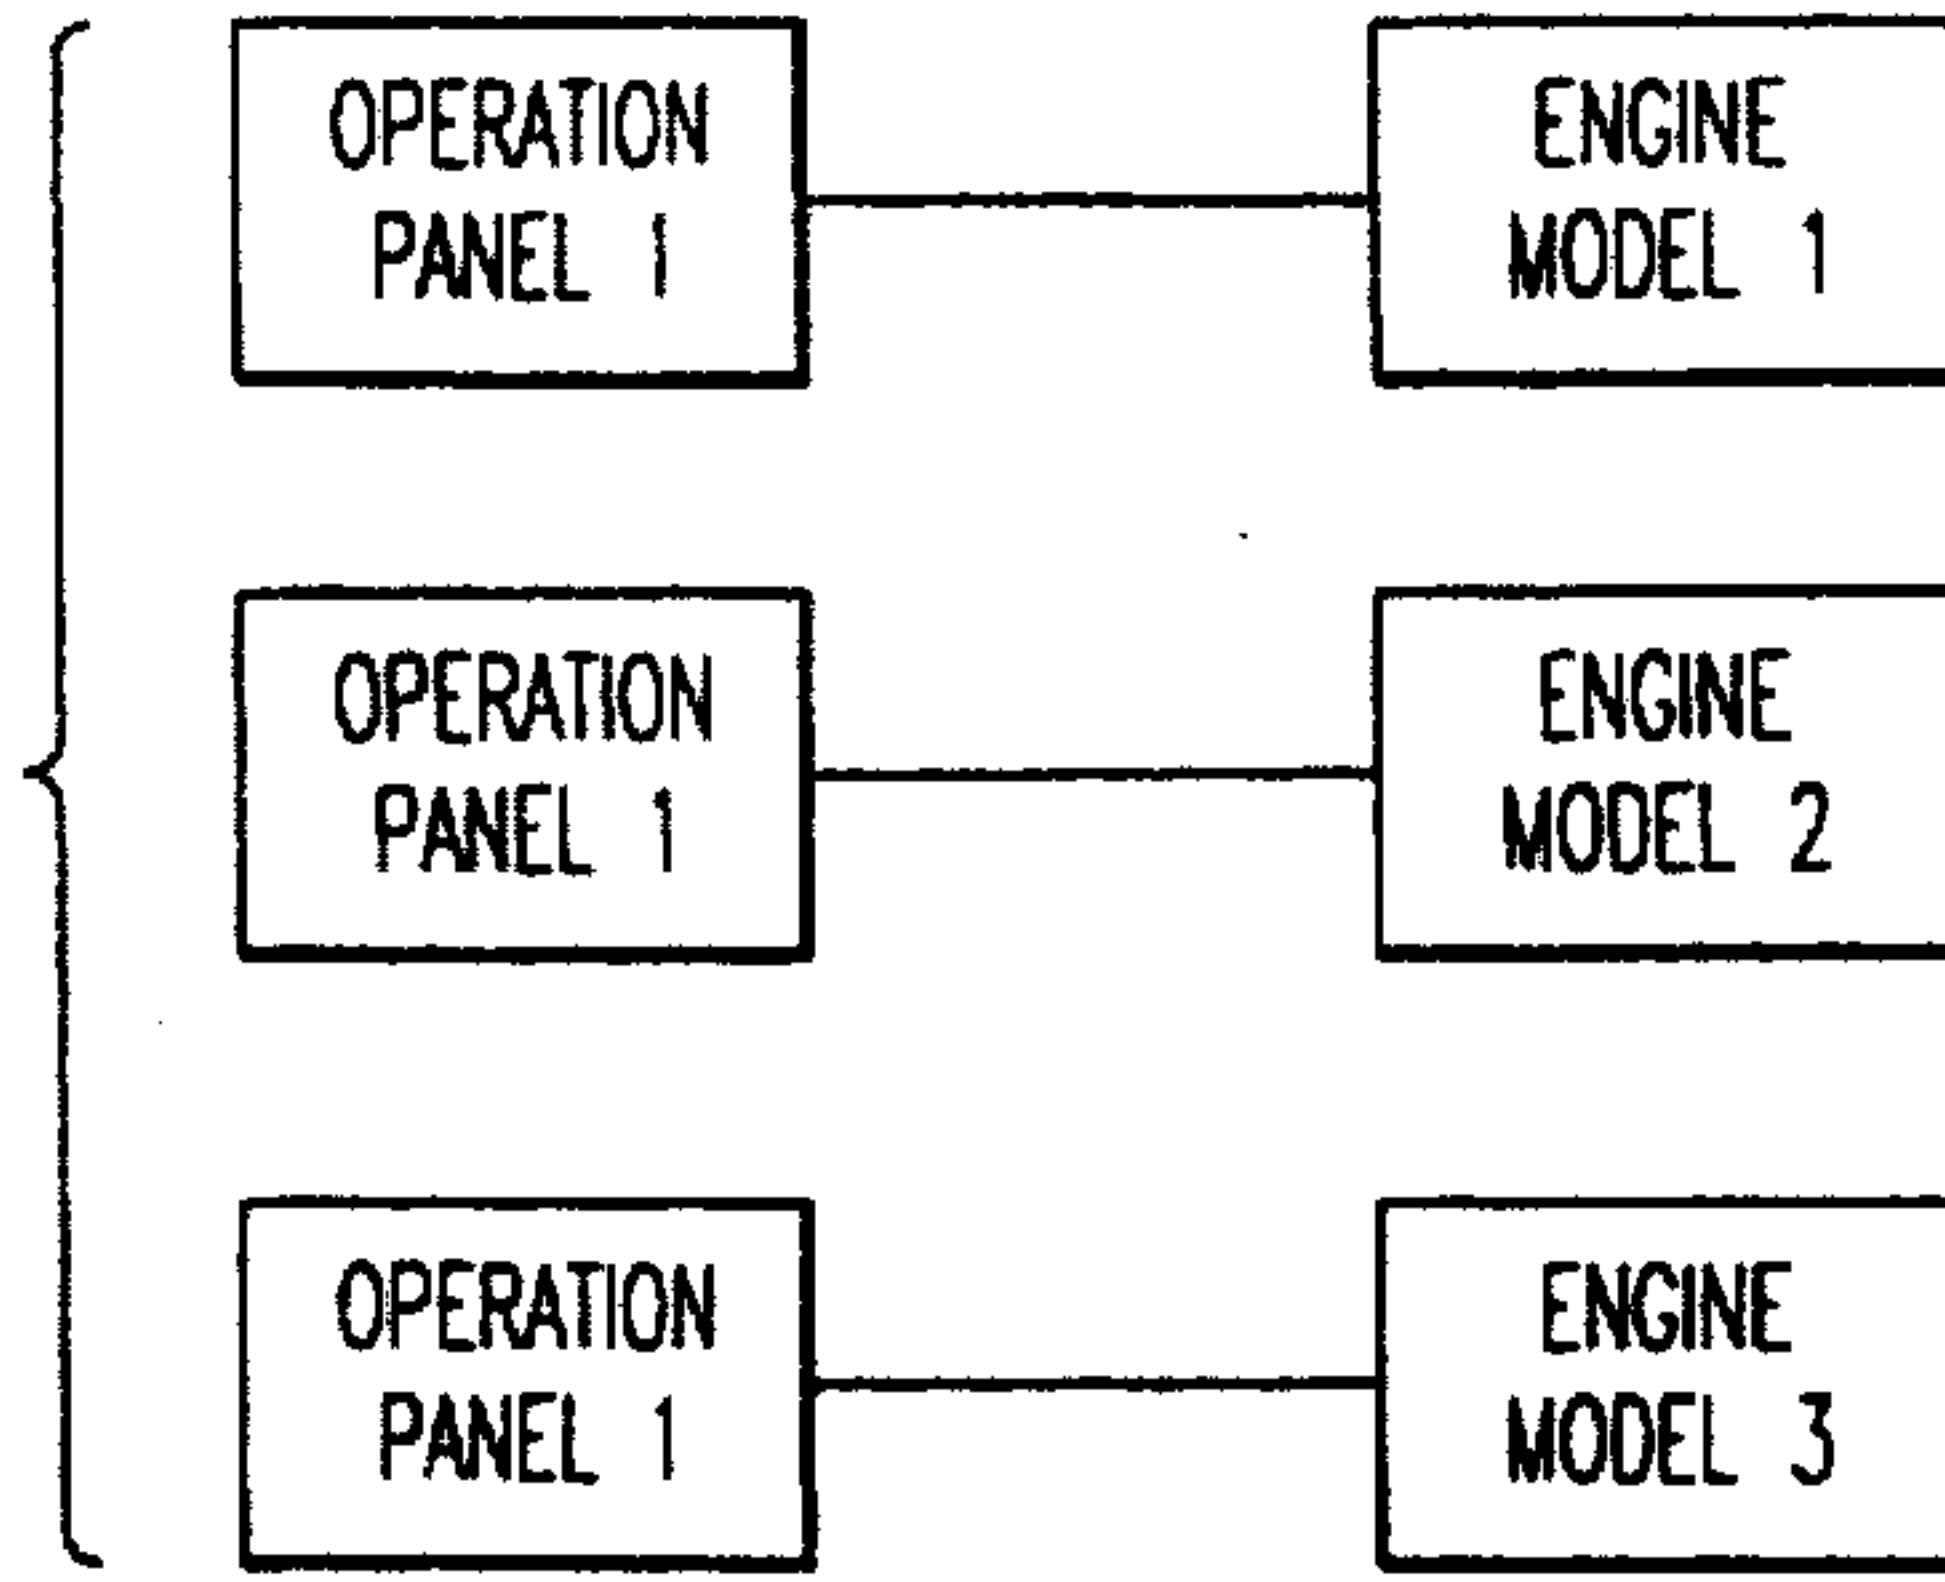 OPERATION
PANEL 1
ENGINE
MODEL 1
OPERATION
PANEL 1
ENGINE
MODEL 2
OPERATION
PANEL 1
ENGINE
MODEL 3